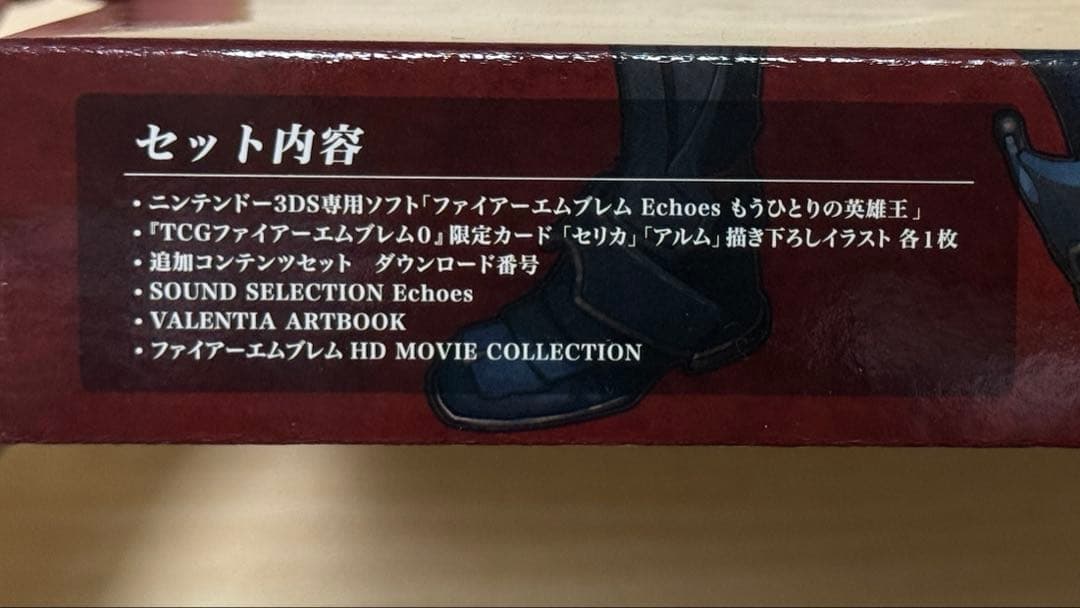 セット内容
・ニンテンドー3DS専用ソフト「ファイアーエムブレム Echoes もうひとりの英雄王」
・『TCGファイアーエムブレム0』限定カード「セリカ」「アルム」描き下ろしイラスト 各1枚
・追加コンテンツセット　ダウンロード番号
・SOUND SELECTION Echoes
・VALENTIA ARTBOOK
・ファイアーエムブレム HD MOVIE COLLECTION